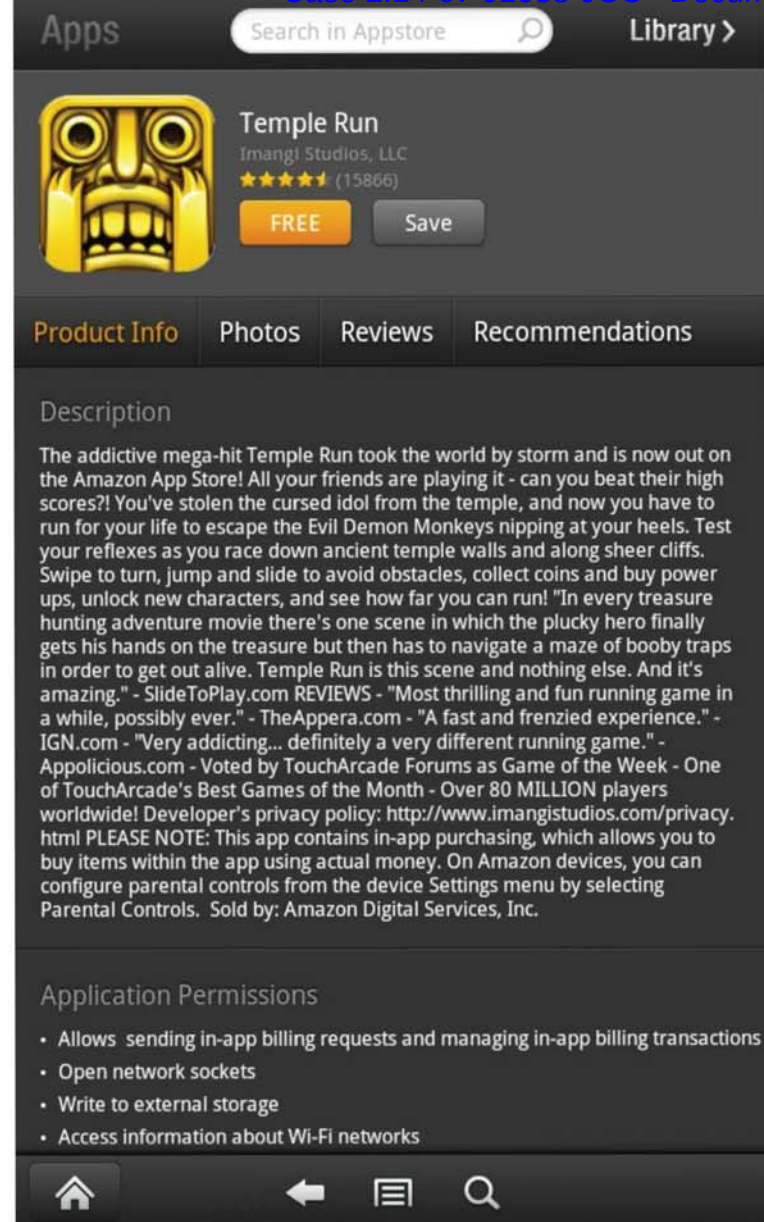 Apps
Search in Appstore
Library >
Temple Run
Imangi Studios, LLC
(15866)
FREE
Save
Product Info
Photos
Reviews
Recommendations
Description
The addictive mega-hit Temple Run took the world by storm and is now out on
the Amazon App Store! All your friends are playing it - can you beat their high
scores?! You've stolen the cursed idol from the temple, and now you have to
run for your life to escape the Evil Demon Monkeys nipping at your heels. Test
your reflexes as you race down ancient temple walls and along sheer cliffs.
Swipe to turn, jump and slide to avoid obstacles, collect coins and buy power
ups, unlock new characters, and see how far you can run! "In every treasure
hunting adventure movie there's one scene in which the plucky hero finally
gets his hands on the treasure but then has to navigate a maze of booby traps
in order to get out alive. Temple Run is this scene and nothing else. And it's
amazing." - SlideToPlay.com REVIEWS - "Most thrilling and fun running game in
a while, possibly ever." - TheAppera.com - "A fast and frenzied experience." -
IGN.com - "Very addicting... definitely a very different running game." -
Appolicious.com - Voted by TouchArcade Forums as Game of the Week - One
of TouchArcade's Best Games of the Month - Over 80 MILLION players
worldwide! Developer's privacy policy: http://www.imangistudios.com/privacy.
html PLEASE NOTE: This app contains in-app purchasing, which allows you to
buy items within the app using actual money. On Amazon devices, you can
configure parental controls from the device Settings menu by selecting
Parental Controls.  Sold by: Amazon Digital Services, Inc.
Application Permissions
• Allows  sending in-app billing requests and managing in-app billing transactions
• Open network sockets
• Write to external storage
• Access information about Wi-Fi networks